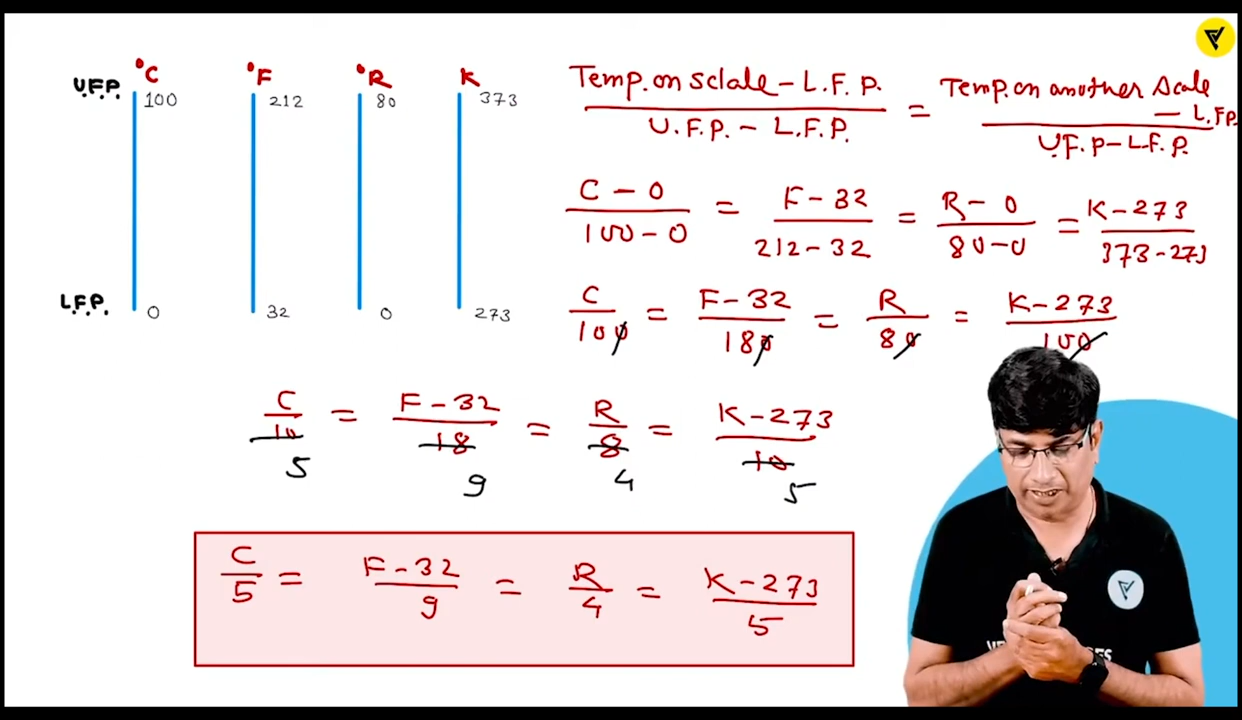 °C °F °R K
U.F.P. 100 212 80 373
L.F.P. 0 32 0 273
Temp. on sclale - L.F.P. / U.F.P. - L.F.P. = Temp. on another Scale - L.F.P. / U.F.P - L.F.P.
C - 0 / 100 - 0 = F - 32 / 212 - 32 = R - 0 / 80 - 0 = K - 273 / 373 - 273
C / 100 = F - 32 / 180 = R / 80 = K - 273 / 100
C / 10 = F - 32 / 18 = R / 8 = K - 273 / 10
5 9 4 5
C / 5 = F - 32 / 9 = R / 4 = K - 273 / 5